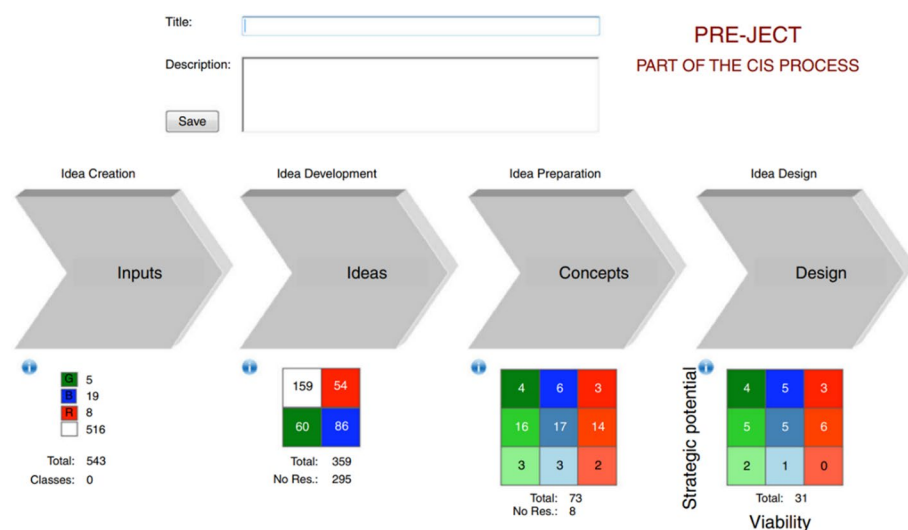 Title:
PRE-JECT
PART OF THE CIS PROCESS
Description:
Save
Idea Creation
Idea Development
Idea Preparation
Idea Design
Inputs
Ideas
Concepts
Design
G 5
B 19
R 8
516
Total: 543
Classes: 0
159 54
60 86
Total: 359
No Res.: 295
4 6 3
16 17 14
3 3 2
Total: 73
No Res.: 8
Strategic potential
4 5 3
5 5 6
2 1 0
Total: 31
Viability